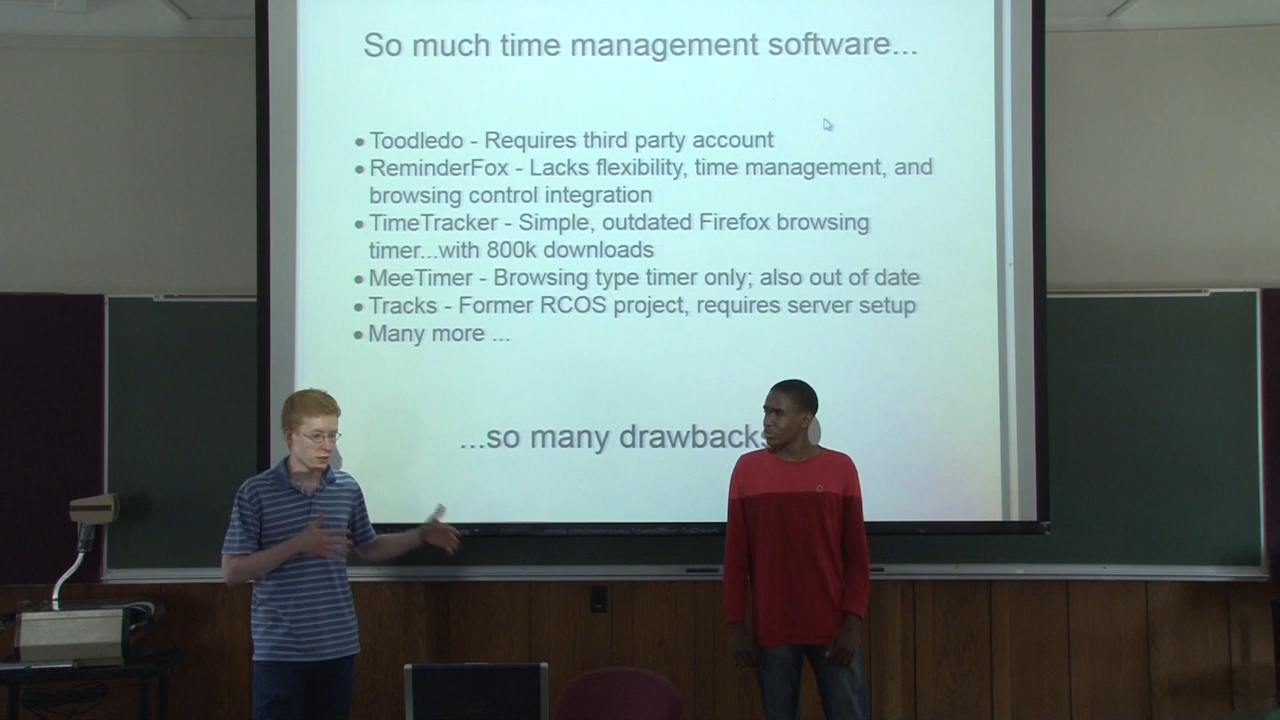 So much time management software...
• Toodledo - Requires third party account
• ReminderFox - Lacks flexibility, time management, and
browsing control integration
• TimeTracker - Simple, outdated Firefox browsing
timer...with 800k downloads
• MeeTimer - Browsing type timer only; also out of date
• Tracks - Former RCOS project, requires server setup
• Many more ...
...so many drawbacks